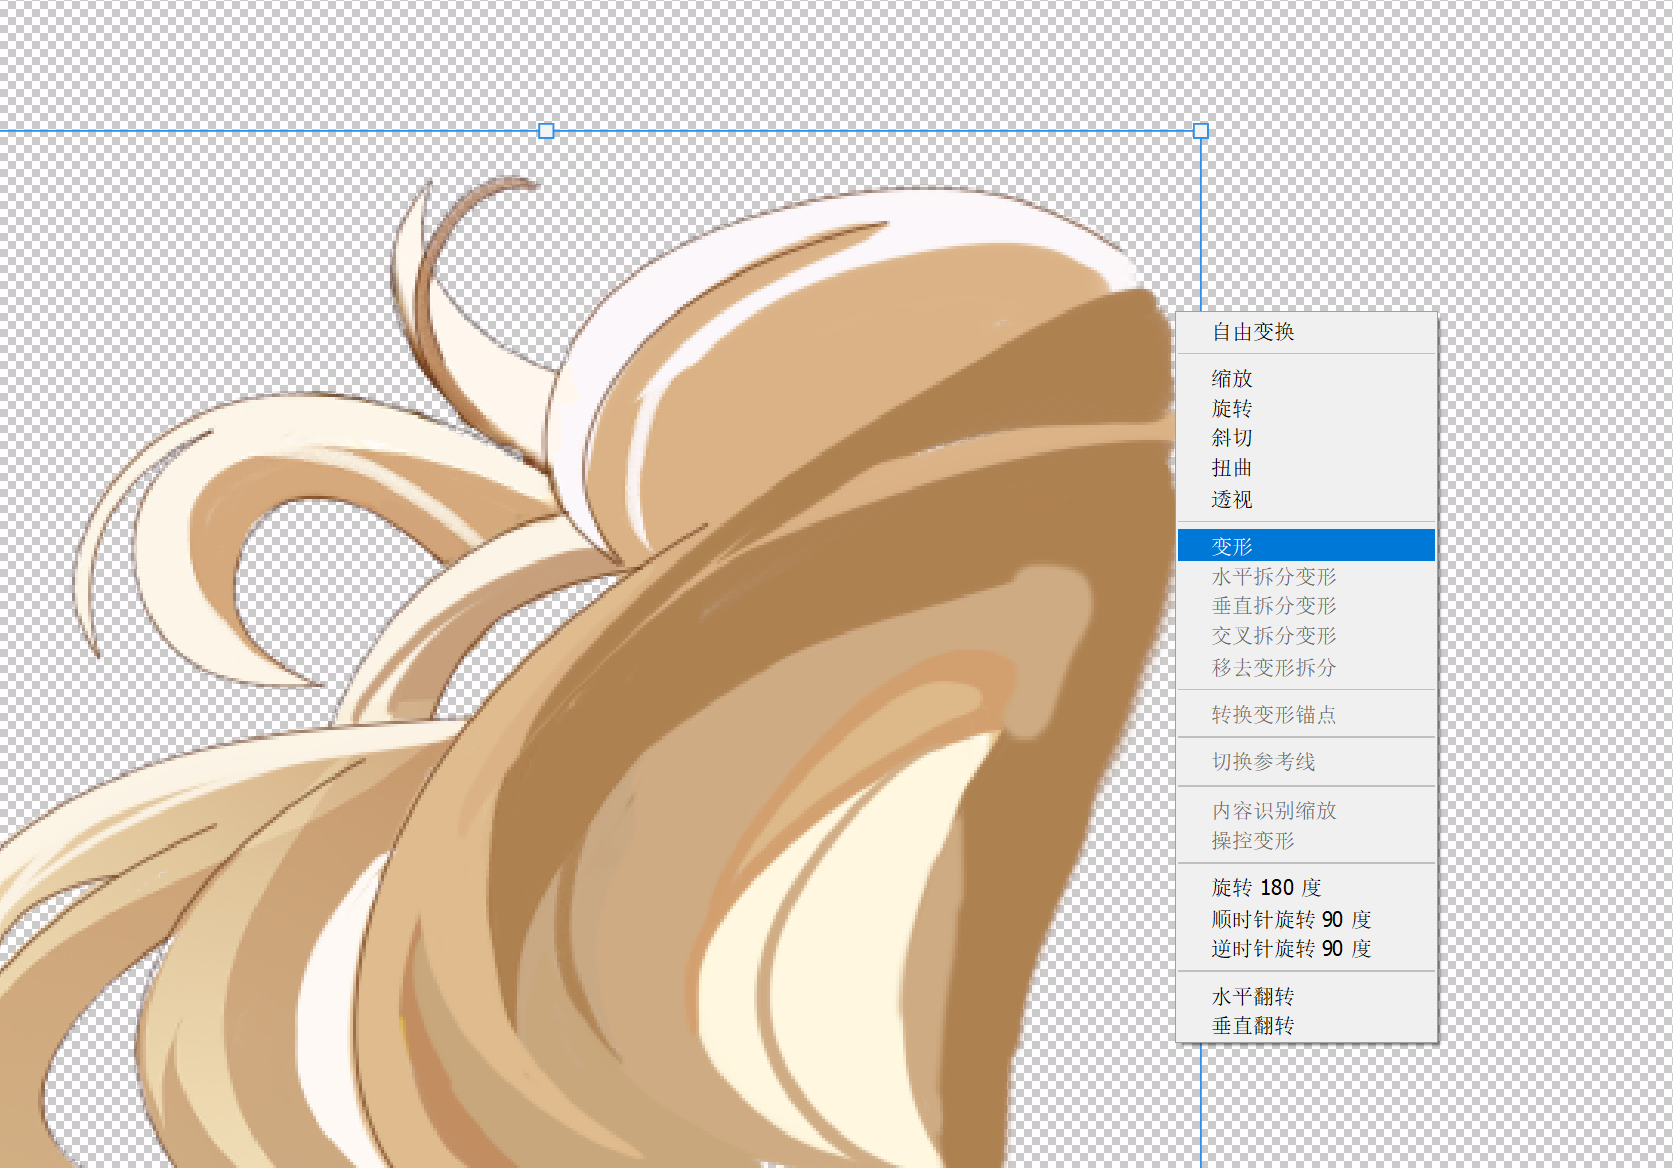 自由变换
缩放
旋转
斜切
扭曲
透视
变形
水平拆分变形
垂直拆分变形
交叉拆分变形
移去变形拆分
转换变形锚点
切换参考线
内容识别缩放
操控变形
旋转 180 度
顺时针旋转 90 度
逆时针旋转 90 度
水平翻转
垂直翻转